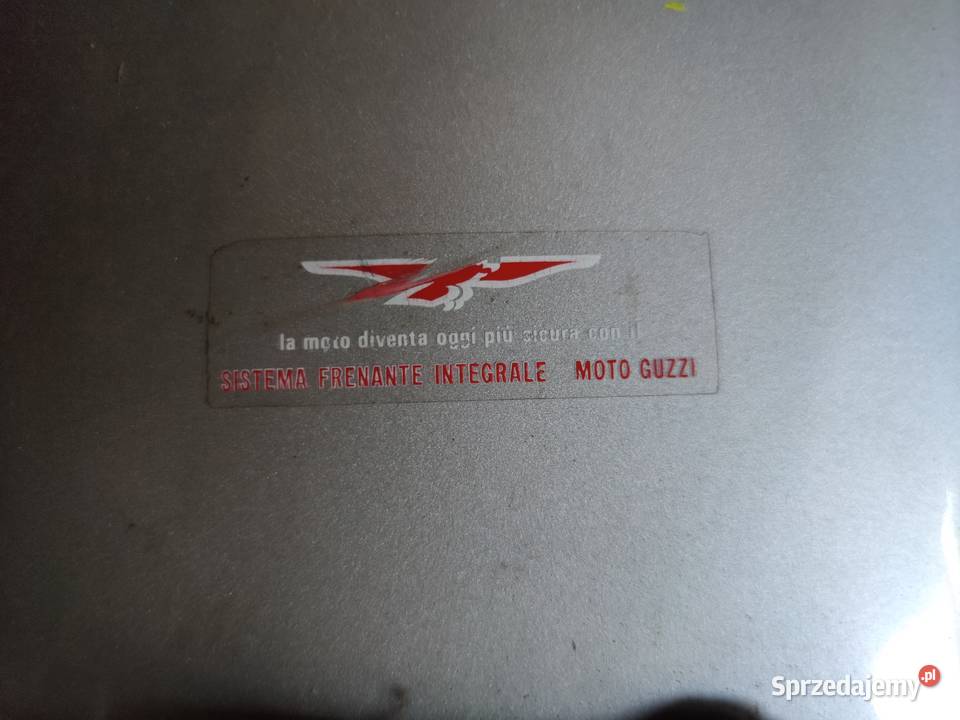 la moto diventa oggi più sicura con il
SISTEMA FRENANTE INTEGRALE MOTO GUZZI
Sprzedajemy.pl